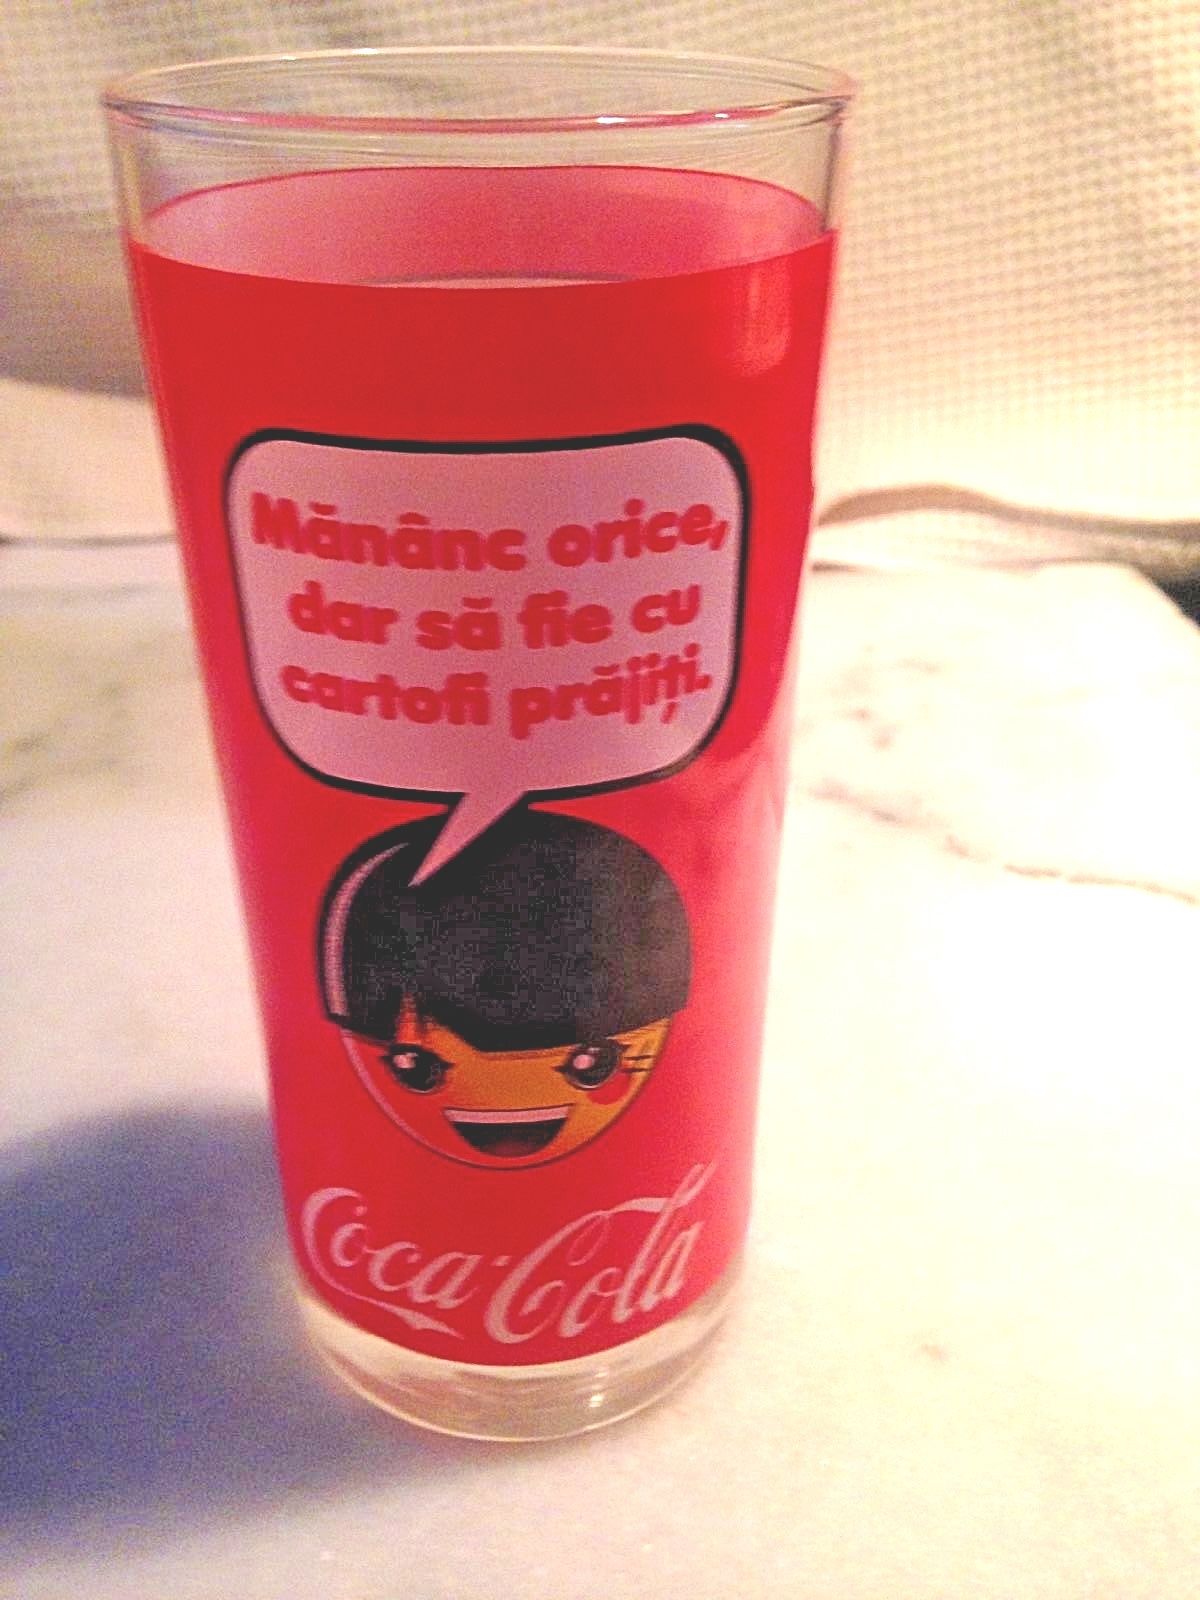 Mănânc orice,
dar să fie cu
cartofi prăjiți.
Coca-Cola